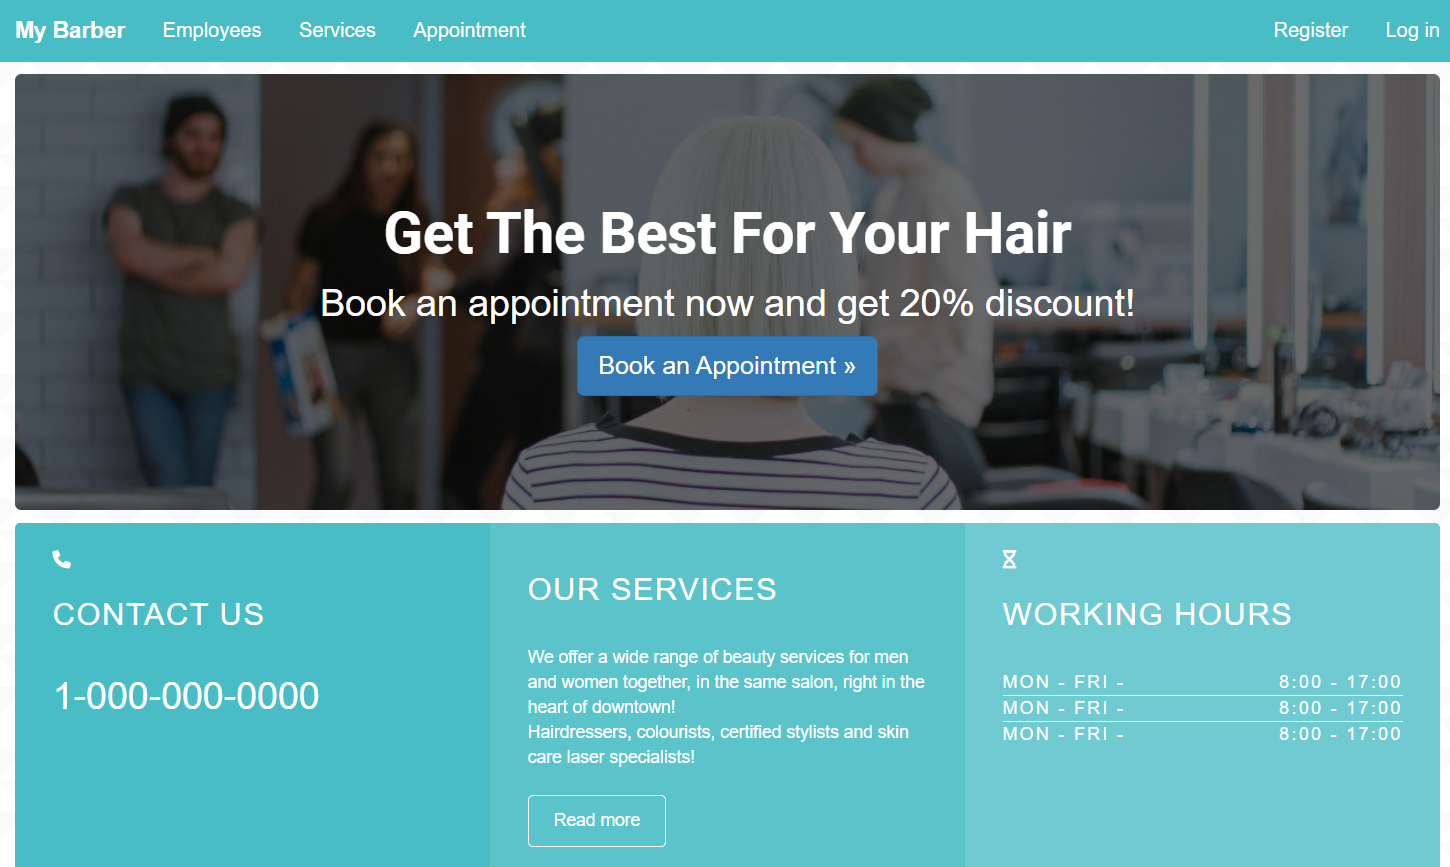 My Barber Employees Services Appointment Register Log in
Get The Best For Your Hair
Book an appointment now and get 20% discount!
Book an Appointment »
CONTACT US
1-000-000-0000
OUR SERVICES
We offer a wide range of beauty services for men
and women together, in the same salon, right in the
heart of downtown!
Hairdressers, colourists, certified stylists and skin
care laser specialists!
Read more
WORKING HOURS
MON - FRI - 8:00 - 17:00
MON - FRI - 8:00 - 17:00
MON - FRI - 8:00 - 17:00